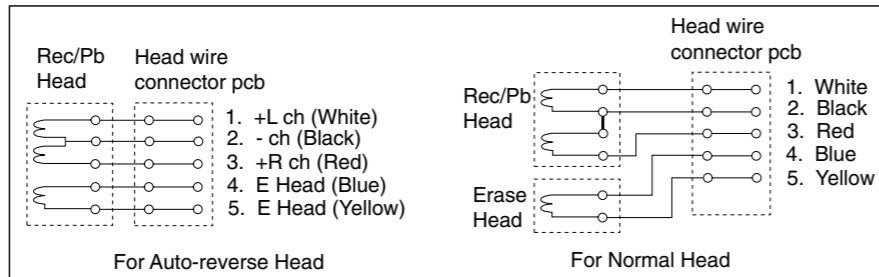 Rec/Pb
Head
Head wire
connector pcb
1. +L ch (White)
2. - ch (Black)
3. +R ch (Red)
4. E Head (Blue)
5. E Head (Yellow)
For Auto-reverse Head
Head wire
connector pcb
Rec/Pb
Head
1. White
2. Black
3. Red
4. Blue
5. Yellow
Erase
Head
For Normal Head